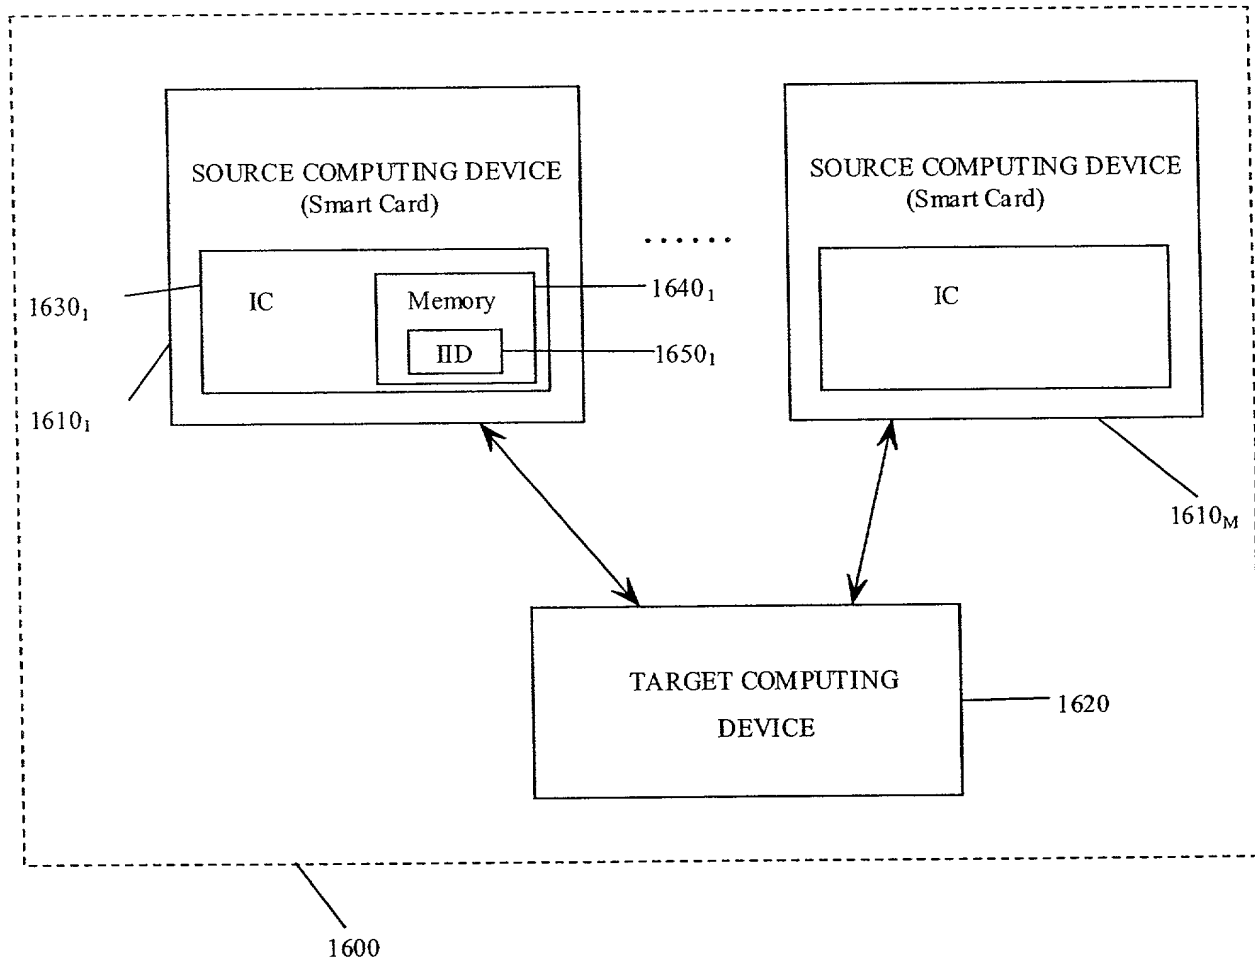 SOURCE COMPUTING DEVICE
(Smart Card)
IC
Memory
IID
1630₁
1610₁
1640₁
1650₁
......
SOURCE COMPUTING DEVICE
(Smart Card)
IC
1610M
TARGET COMPUTING
DEVICE
1620
1600